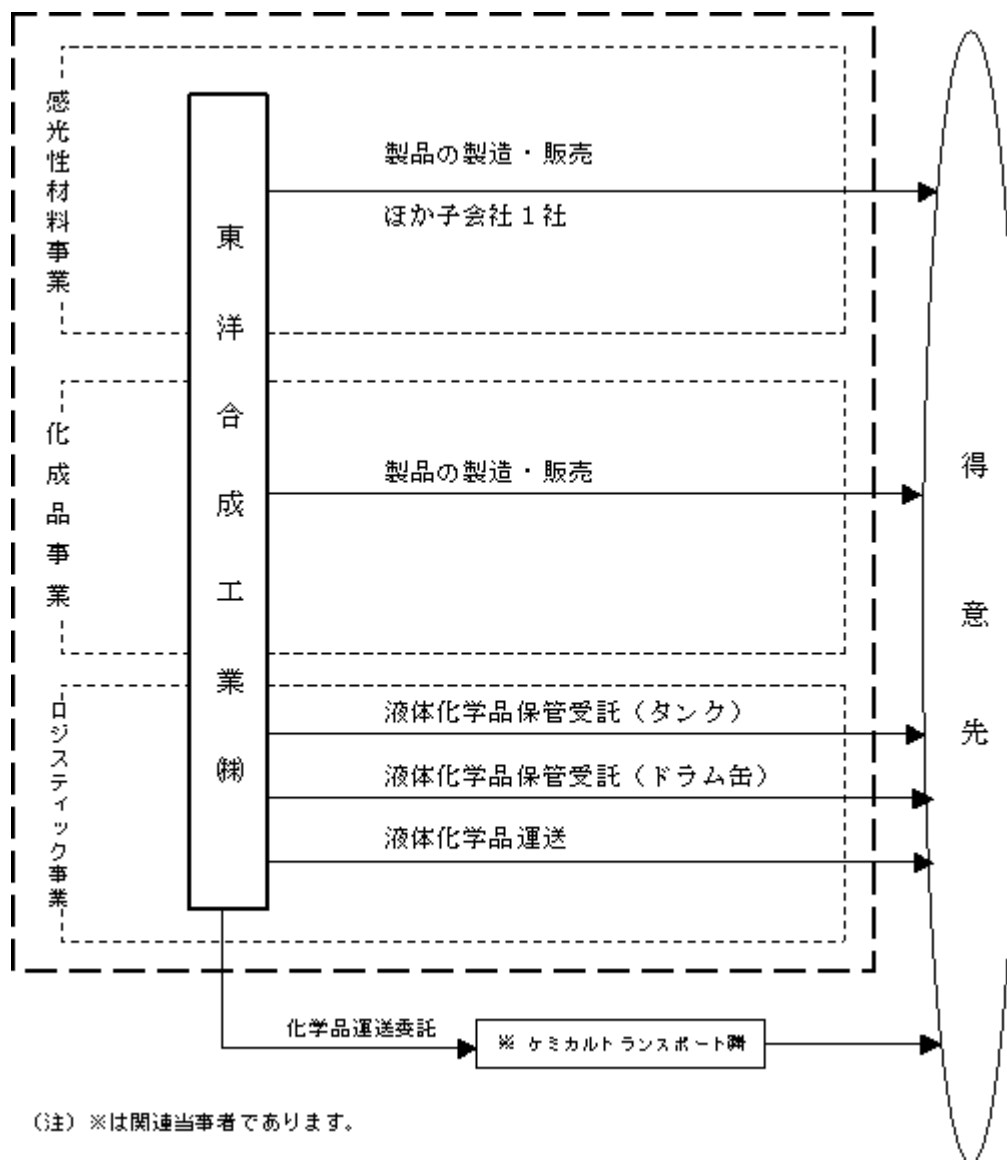 感光性材料事業
東洋合成工業㈱
製品の製造・販売
ほか子会社１社
化成品事業
製品の製造・販売
得意先
ロジスティック事業
液体化学品保管受託（タンク）
液体化学品保管受託（ドラム缶）
液体化学品運送
化学品運送委託
※ ケミカルトランスポート㈱
（注）※は関連当事者であります。